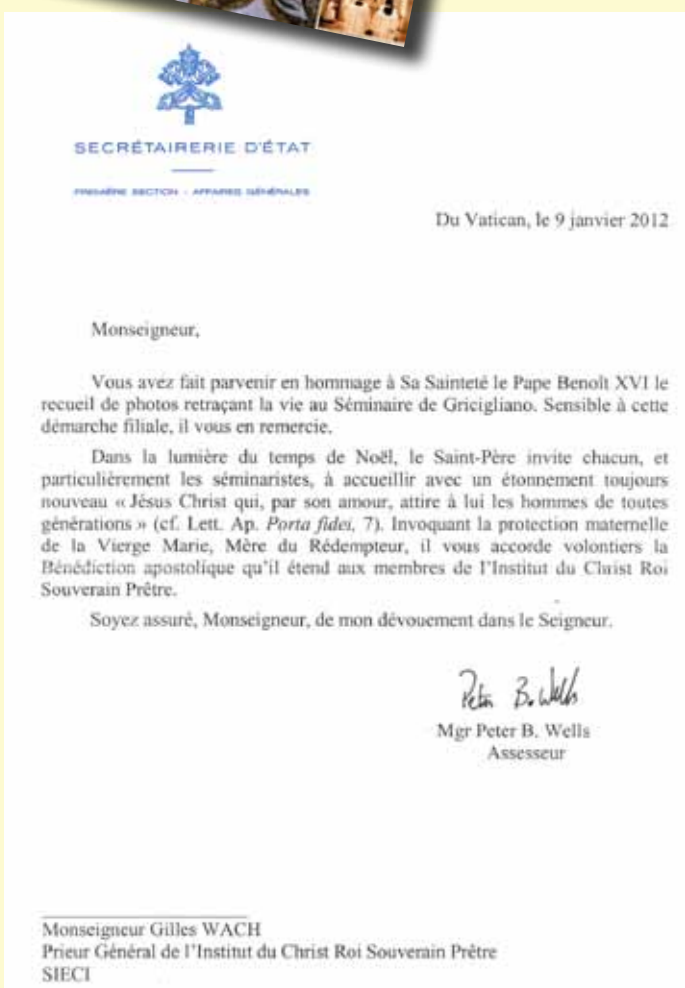 SECRÉTAIRERIE D'ÉTAT
PREMIÈRE SECTION - AFFAIRES GÉNÉRALES
Du Vatican, le 9 janvier 2012
Monseigneur,
Vous avez fait parvenir en hommage à Sa Sainteté le Pape Benoît XVI le
recueil de photos retraçant la vie au Séminaire de Gricigliano. Sensible à cette
démarche filiale, il vous en remercie.
Dans la lumière du temps de Noël, le Saint-Père invite chacun, et
particulièrement les séminaristes, à accueillir avec un étonnement toujours
nouveau « Jésus Christ qui, par son amour, attire à lui les hommes de toutes
générations » (cf. Lett. Ap. Porta fidei, 7). Invoquant la protection maternelle
de la Vierge Marie, Mère du Rédempteur, il vous accorde volontiers la
Bénédiction apostolique qu'il étend aux membres de l'Institut du Christ Roi
Souverain Prêtre.
Soyez assuré, Monseigneur, de mon dévouement dans le Seigneur.
Peter B. Wells
Mgr Peter B. Wells
Assesseur
Monseigneur Gilles WACH
Prieur Général de l'Institut du Christ Roi Souverain Prêtre
SIECI